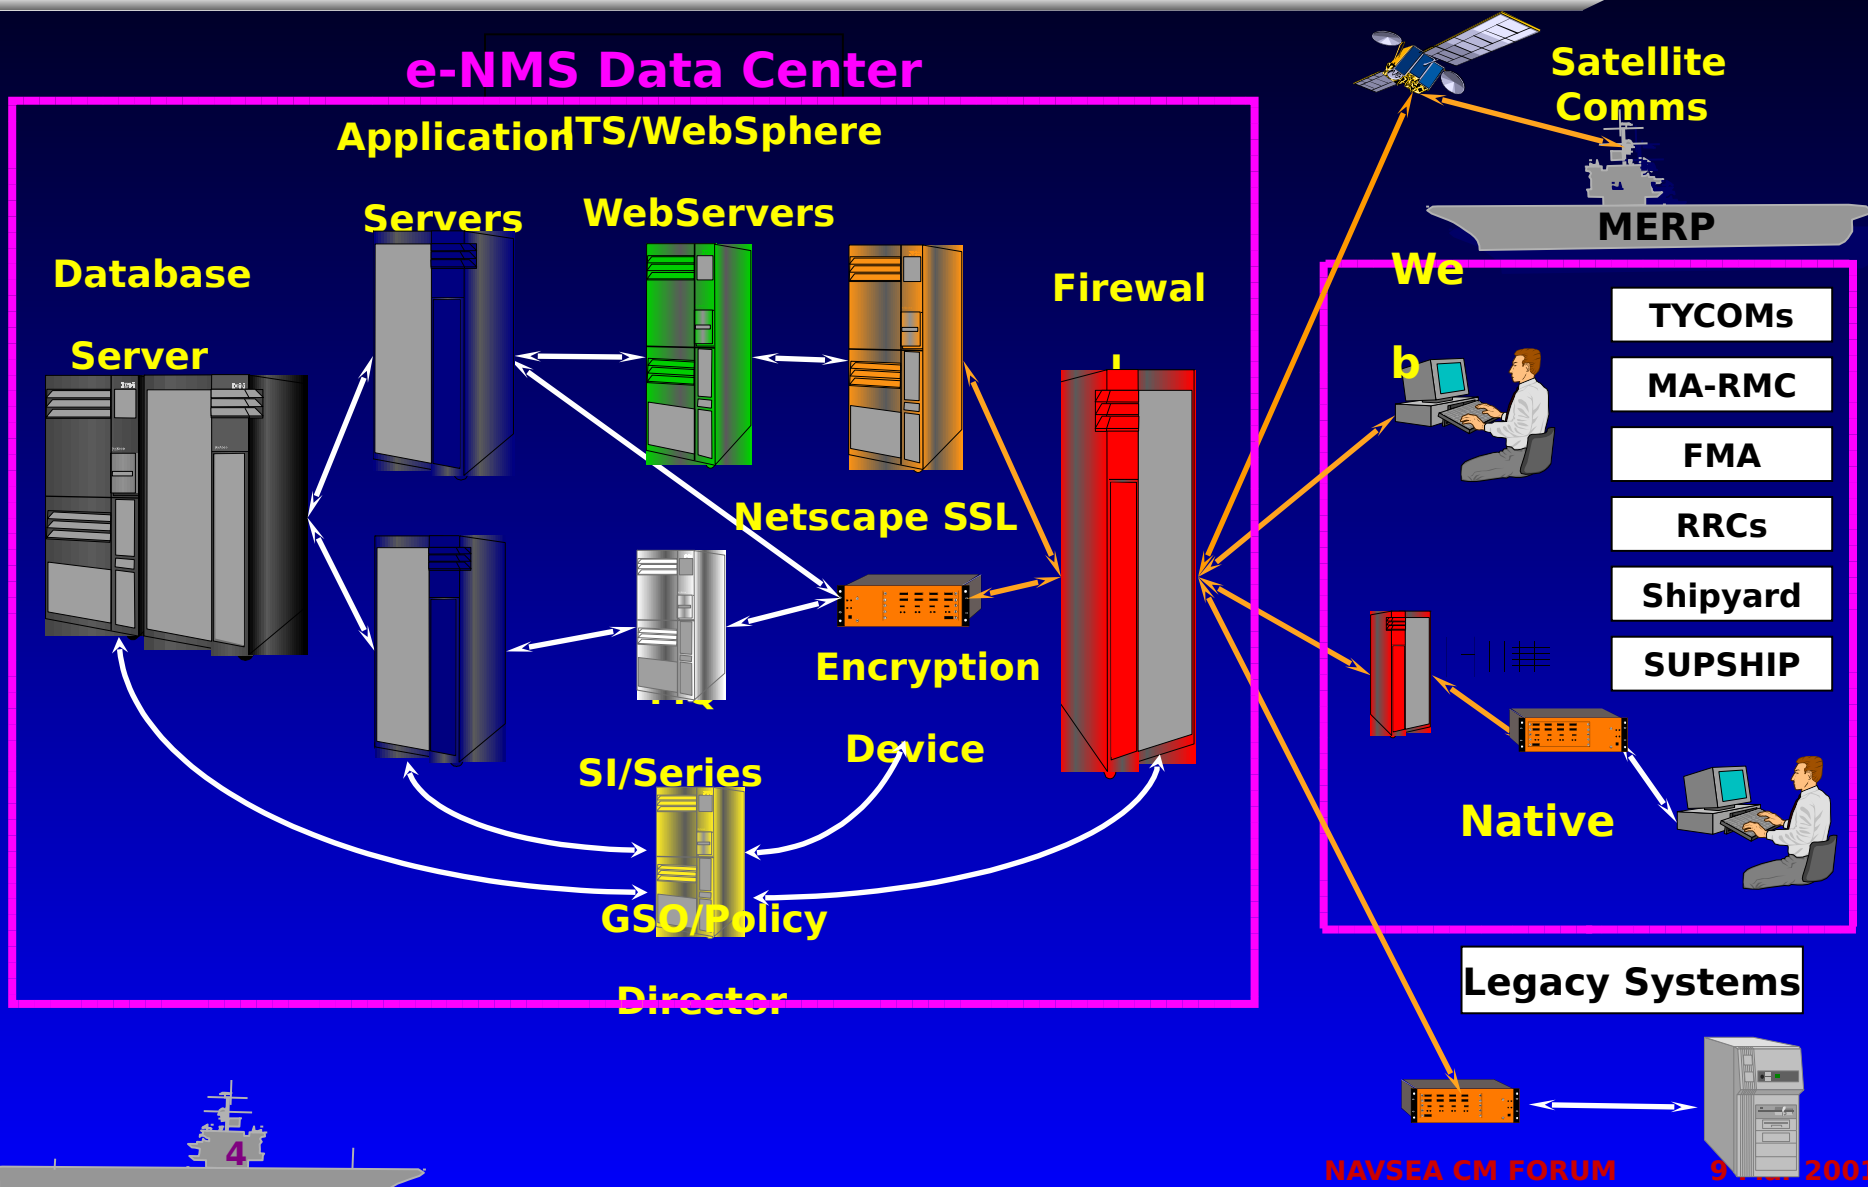 e-NMS Data Center
Satellite
Comms
MERP
Application
Servers
ITS/WebSphere
WebServers
Database
Server
Firewal
l
We
b
TYCOMs
MA-RMC
FMA
RRCs
Shipyard
SUPSHIP
Netscape SSL
Encryption
Device
SI/Series
GSO/Policy
Director
Native
Legacy Systems
4
NAVSEA CM FORUM
9 2001